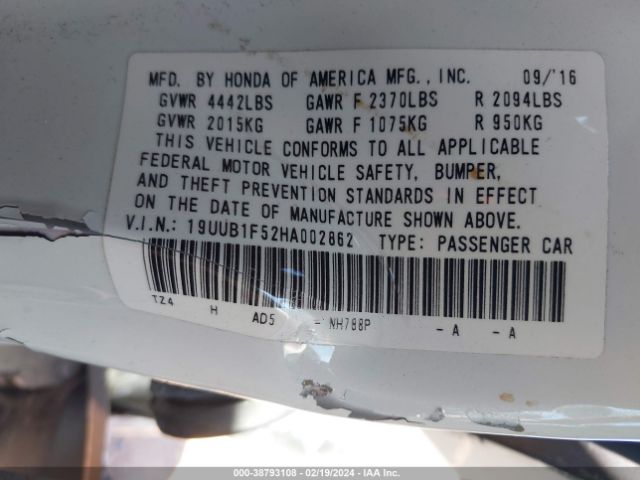 MFD. BY HONDA OF AMERICA MFG., INC. 09/'16
GVWR 4442LBS GAWR F 2370LBS R 2094LBS
GVWR 2015KG GAWR F 1075KG R 950KG
THIS VEHICLE CONFORMS TO ALL APPLICABLE
FEDERAL MOTOR VEHICLE SAFETY, BUMPER,
AND THEFT PREVENTION STANDARDS IN EFFECT
ON THE DATE OF MANUFACTURE SHOWN ABOVE.
V.I.N.: 19UUB1F52HA002862 TYPE: PASSENGER CAR
TZ4 H AD5 - NH788P - A - A
000-38793108 - 02/19/2024 - IAA Inc.